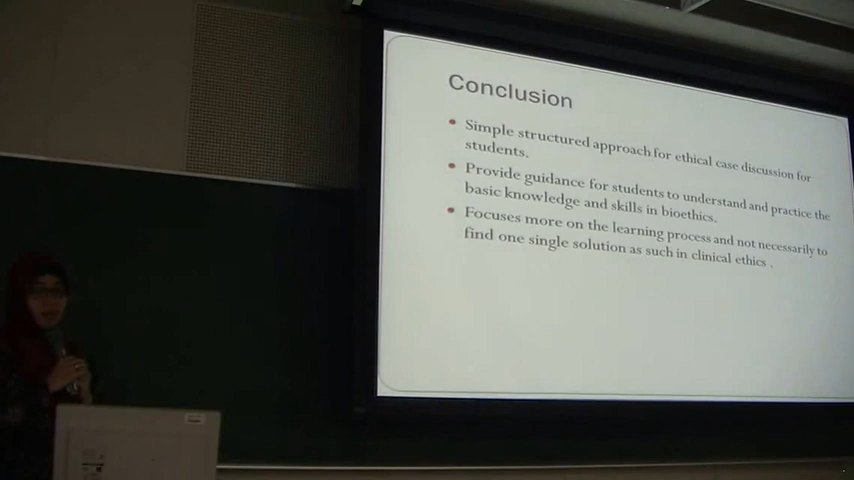 Conclusion
• Simple structured approach for ethical case discussion for
students.
• Provide guidance for students to understand and practice the
basic knowledge and skills in bioethics.
• Focuses more on the learning process and not necessarily to
find one single solution as such in clinical ethics .